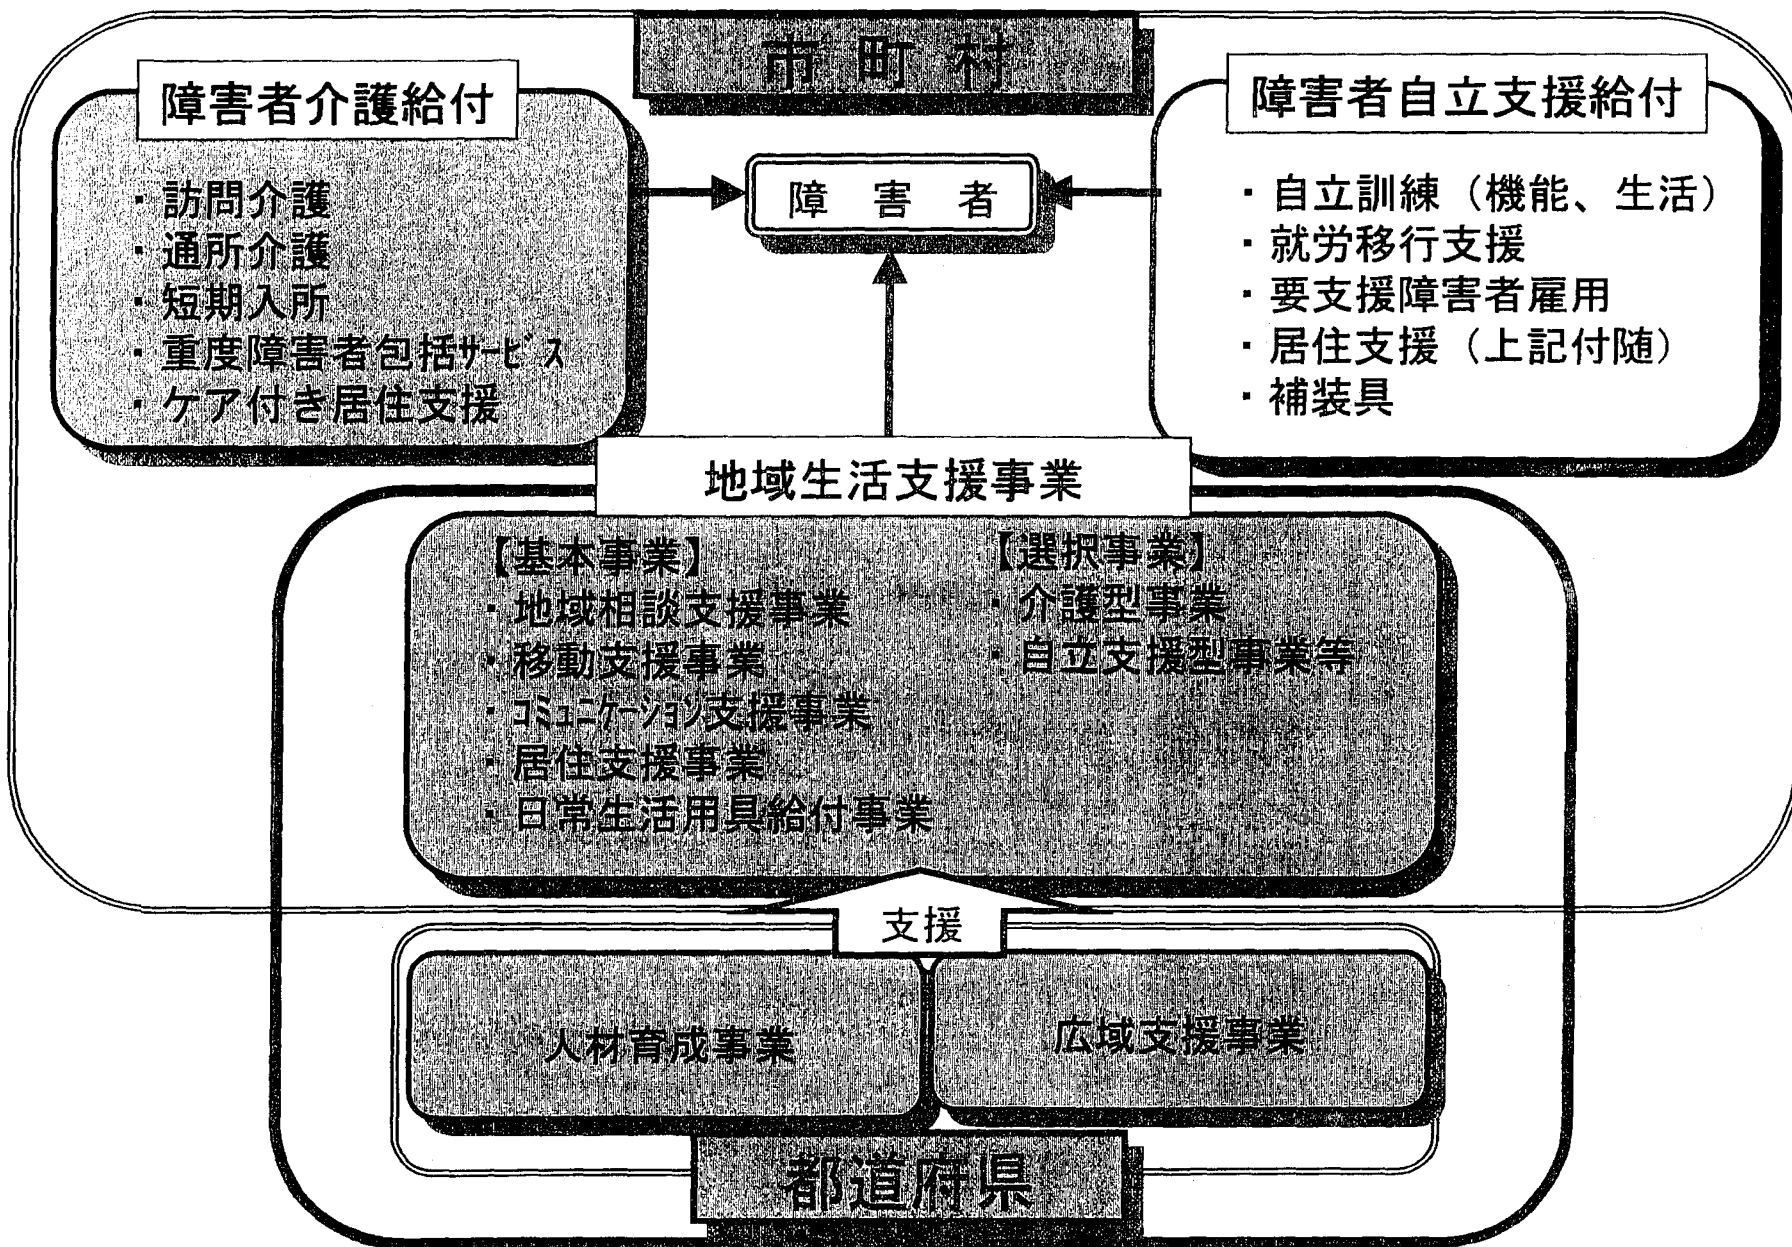 市町村
障害者介護給付
・訪問介護
・通所介護
・短期入所
・重度障害者包括ｻｰﾋﾞｽ
・ケア付き居住支援
障害者
障害者自立支援給付
・自立訓練（機能、生活）
・就労移行支援
・要支援障害者雇用
・居住支援（上記付随）
・補装具
地域生活支援事業
【基本事業】
・地域相談支援事業
・移動支援事業
・ｺﾐｭﾆｹｰｼｮﾝ支援事業
・居住支援事業
・日常生活用具給付事業
【選択事業】
・介護型事業
・自立支援型事業等
支援
人材育成事業
広域支援事業
都道府県